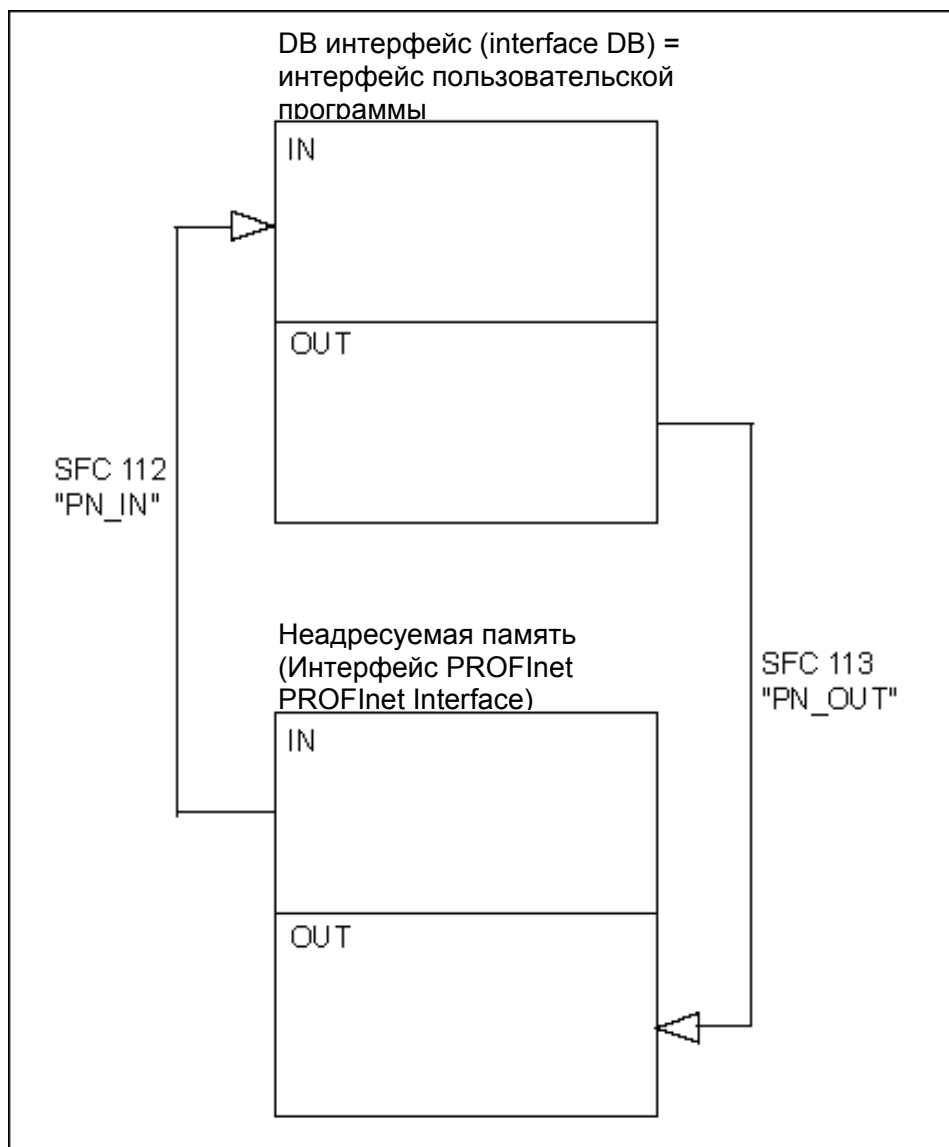 DB интерфейс (interface DB) =
интерфейс пользовательской
программы
IN
OUT
SFC 112
"PN_IN"
Неадресуемая память
(Интерфейс PROFInet
PROFInet Interface)
SFC 113
"PN_OUT"
IN
OUT